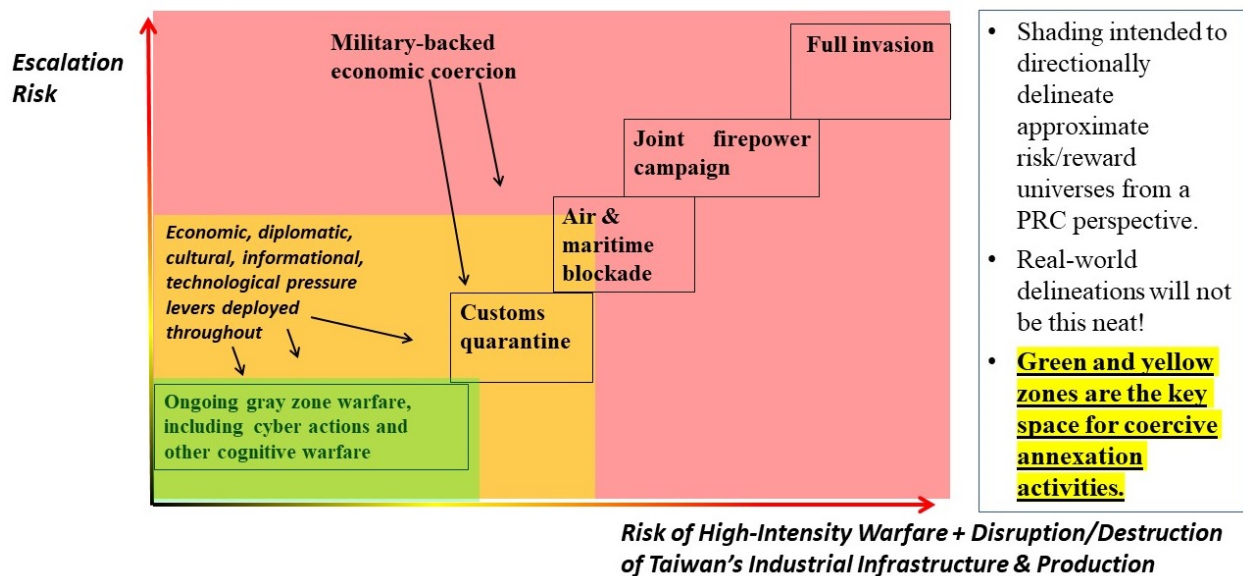 Escalation
Risk
Military-backed
economic coercion
Full invasion
Joint firepower
campaign
Air &
maritime
blockade
Economic, diplomatic,
cultural, informational,
technological pressure
levers deployed
throughout
Customs
quarantine
Ongoing gray zone warfare,
including cyber actions and
other cognitive warfare
Risk of High-Intensity Warfare + Disruption/Destruction
of Taiwan's Industrial Infrastructure & Production
• Shading intended to
directionally
delineate
approximate
risk/reward
universes from a
PRC perspective.
• Real-world
delineations will not
be this neat!
• Green and yellow
zones are the key
space for coercive
annexation
activities.